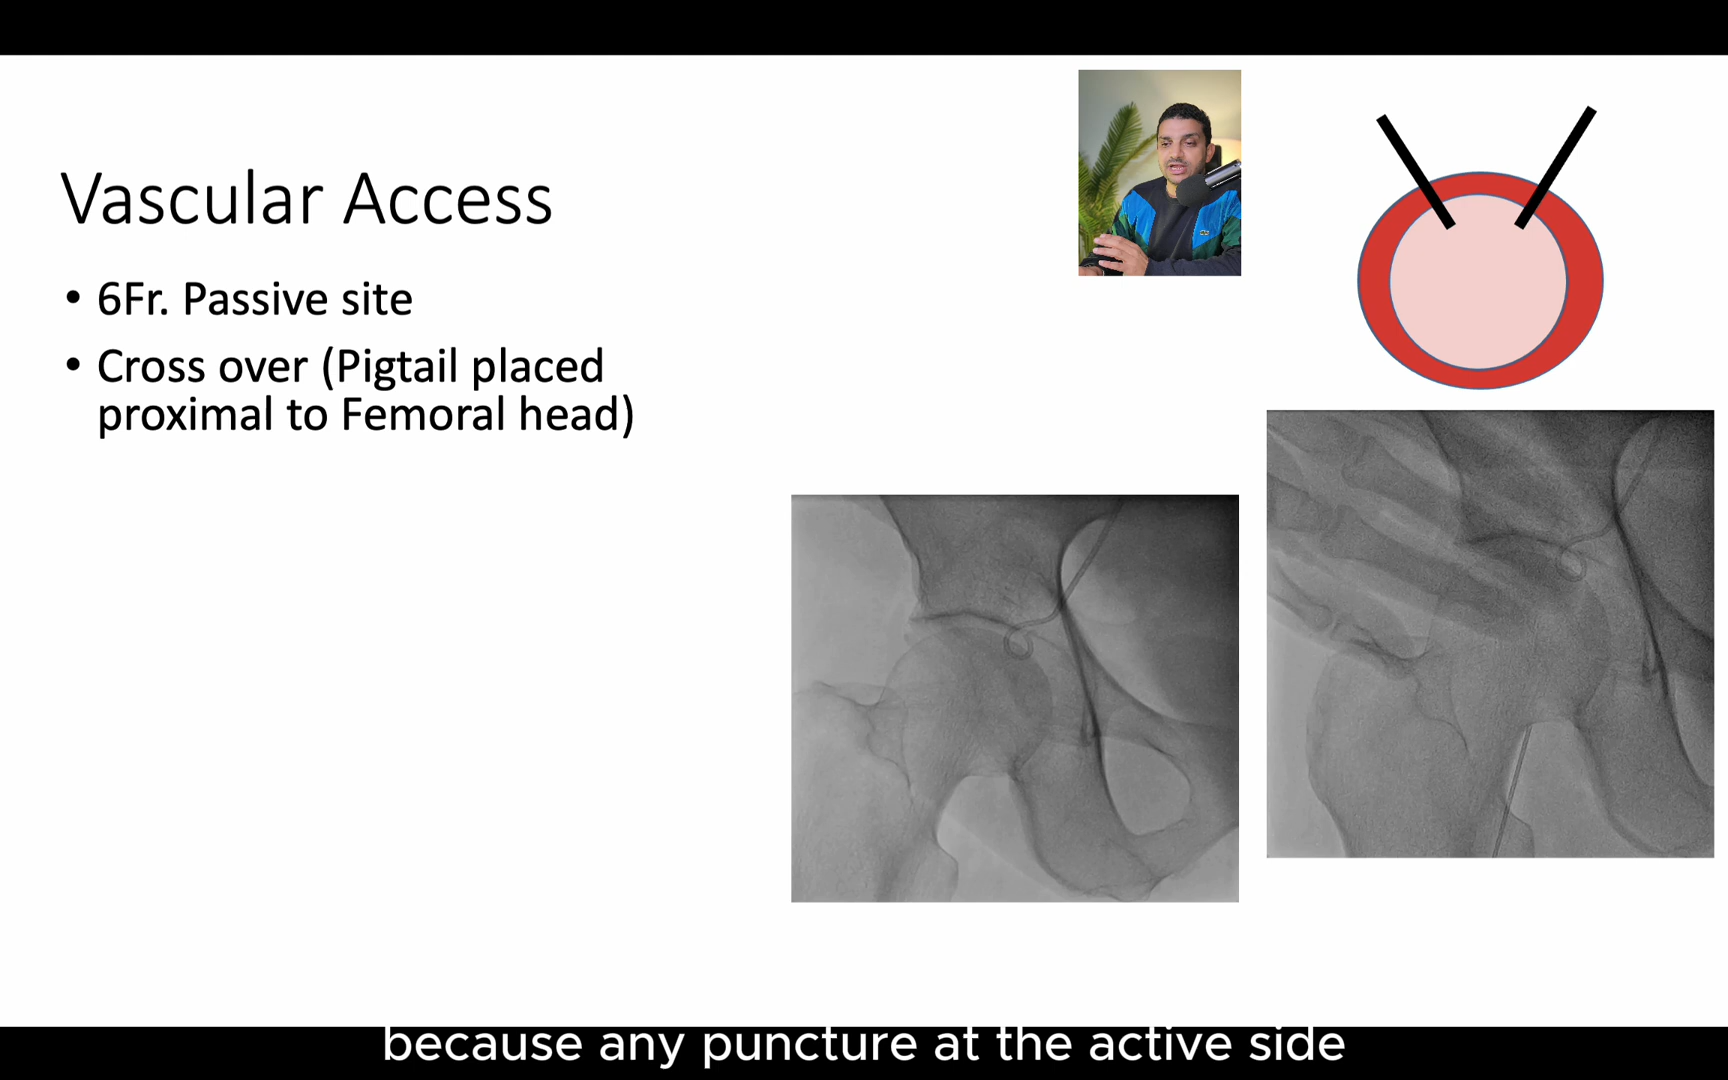 Vascular Access
• 6Fr. Passive site
• Cross over (Pigtail placed
proximal to Femoral head)
because any puncture at the active side